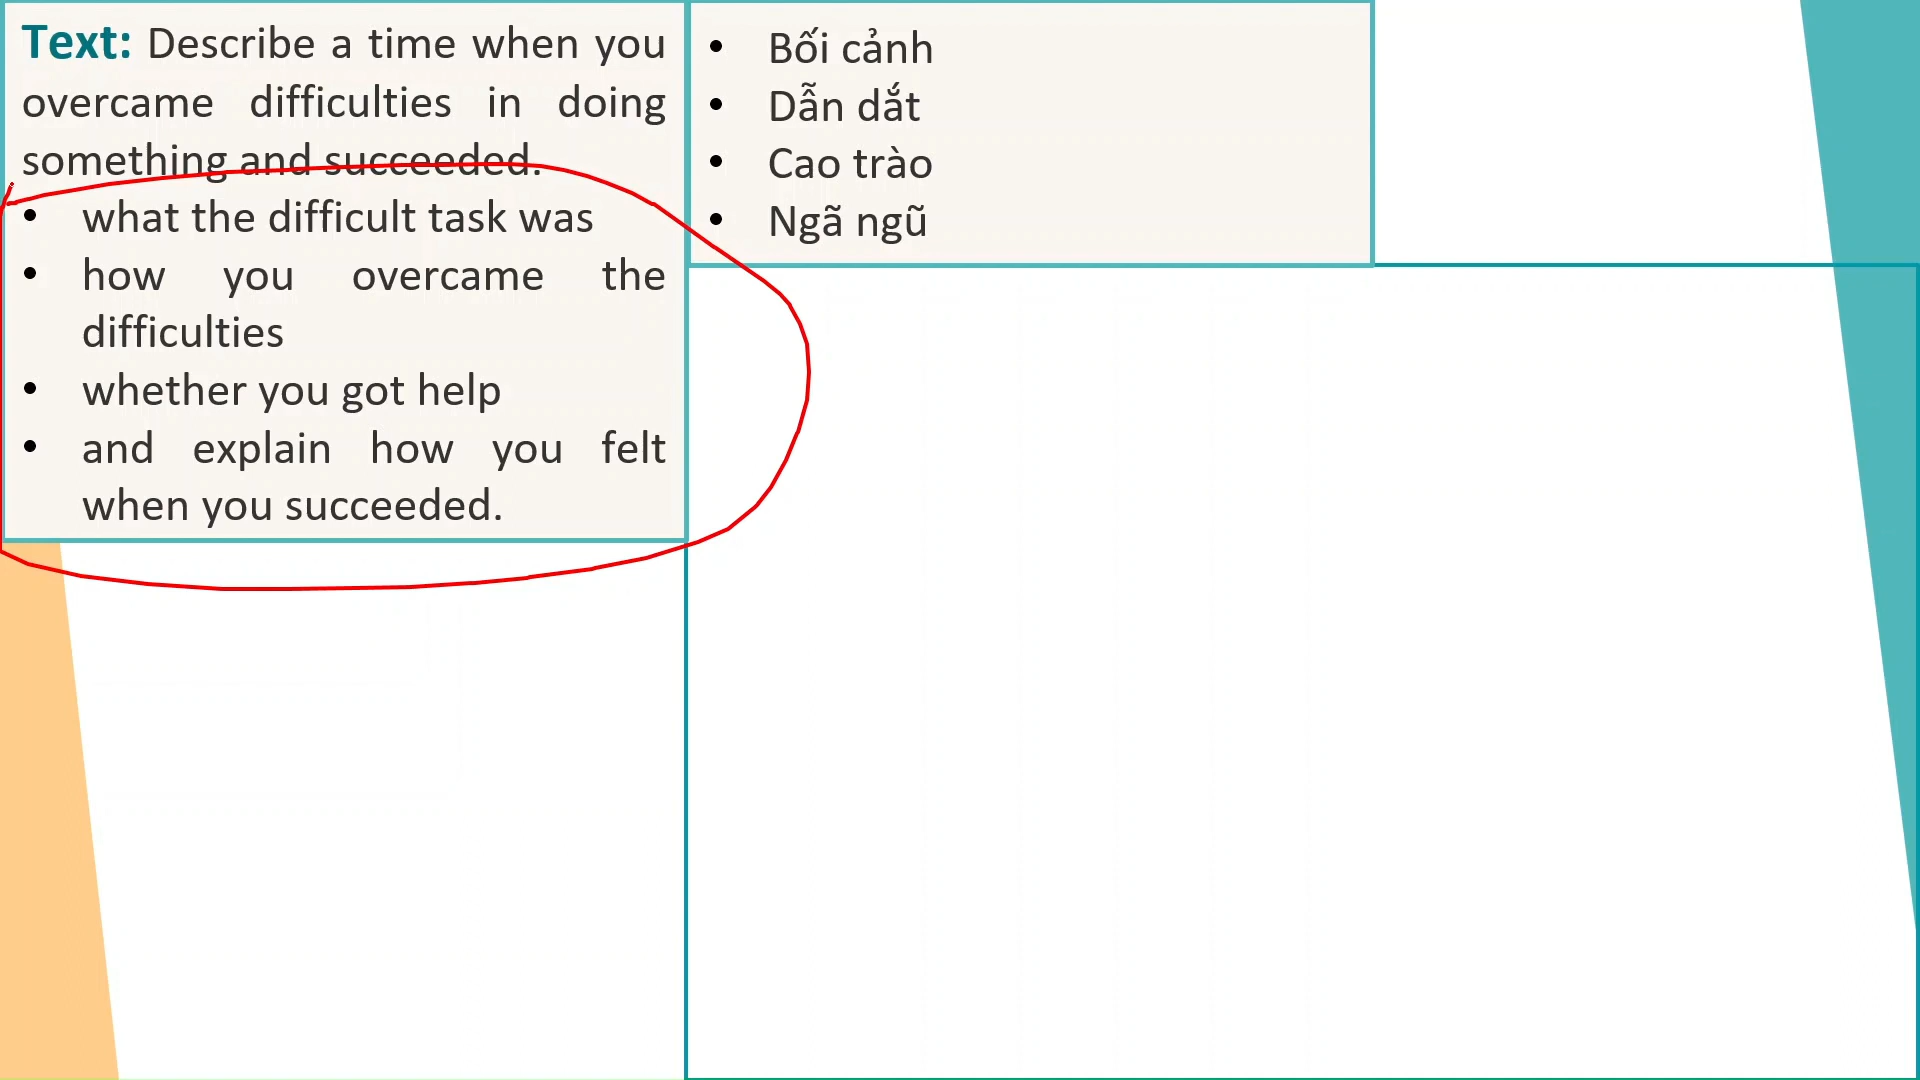 Text: Describe a time when you
overcame difficulties in doing
something and succeeded.
• what the difficult task was
• how you overcame the
difficulties
• whether you got help
• and explain how you felt
when you succeeded.
• Bối cảnh
• Dẫn dắt
• Cao trào
• Ngã ngũ